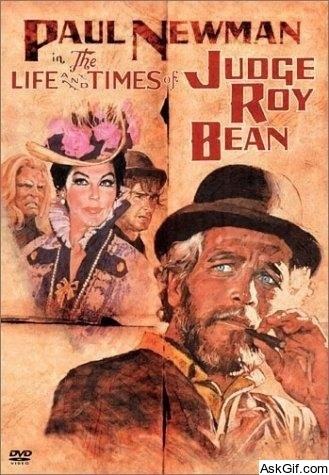 PAUL NEWMAN
in The
LIFE AND TIMES of
JUDGE
ROY
BEAN
DVD
VIDEO
AskGif.com